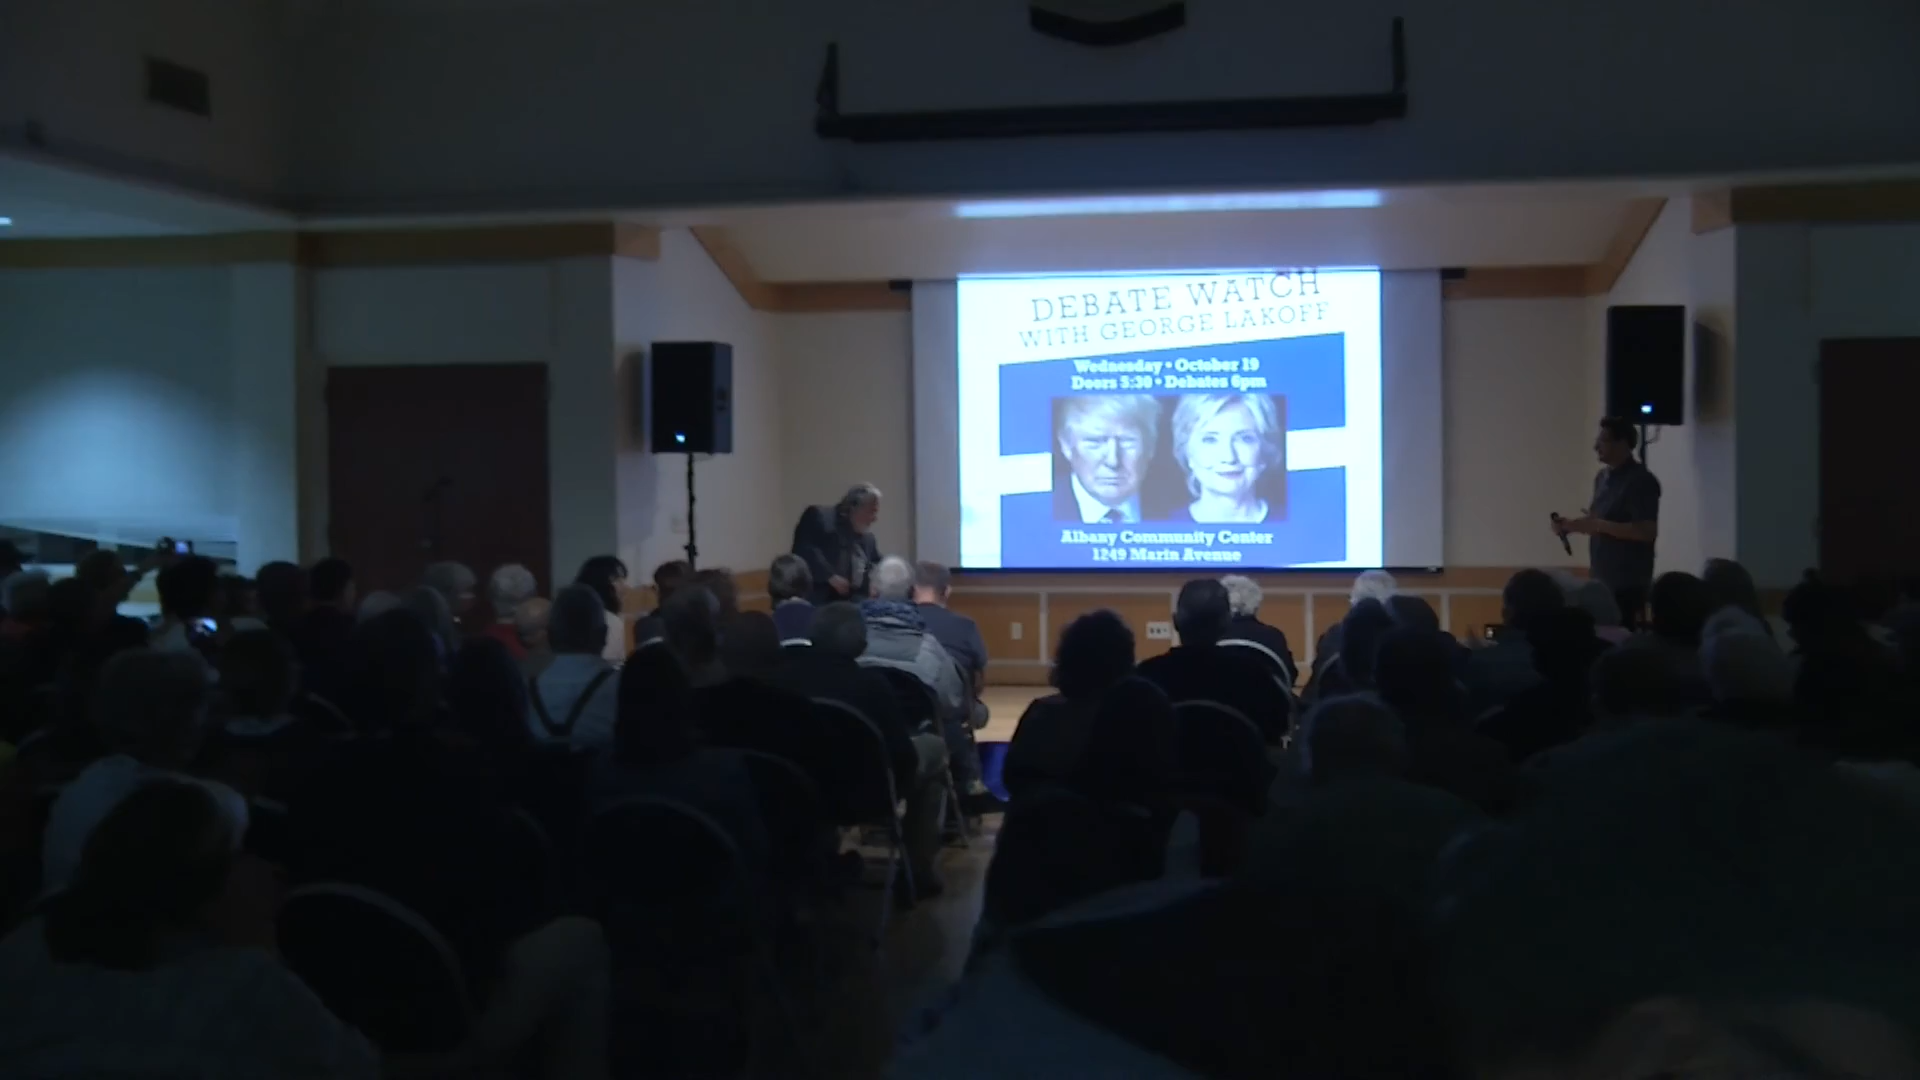 DEBATE WATCH
WITH GEORGE LAKOFF
Wednesday • October 19
Doors 5:30 • Debates 6pm
Albany Community Center
1249 Marin Avenue